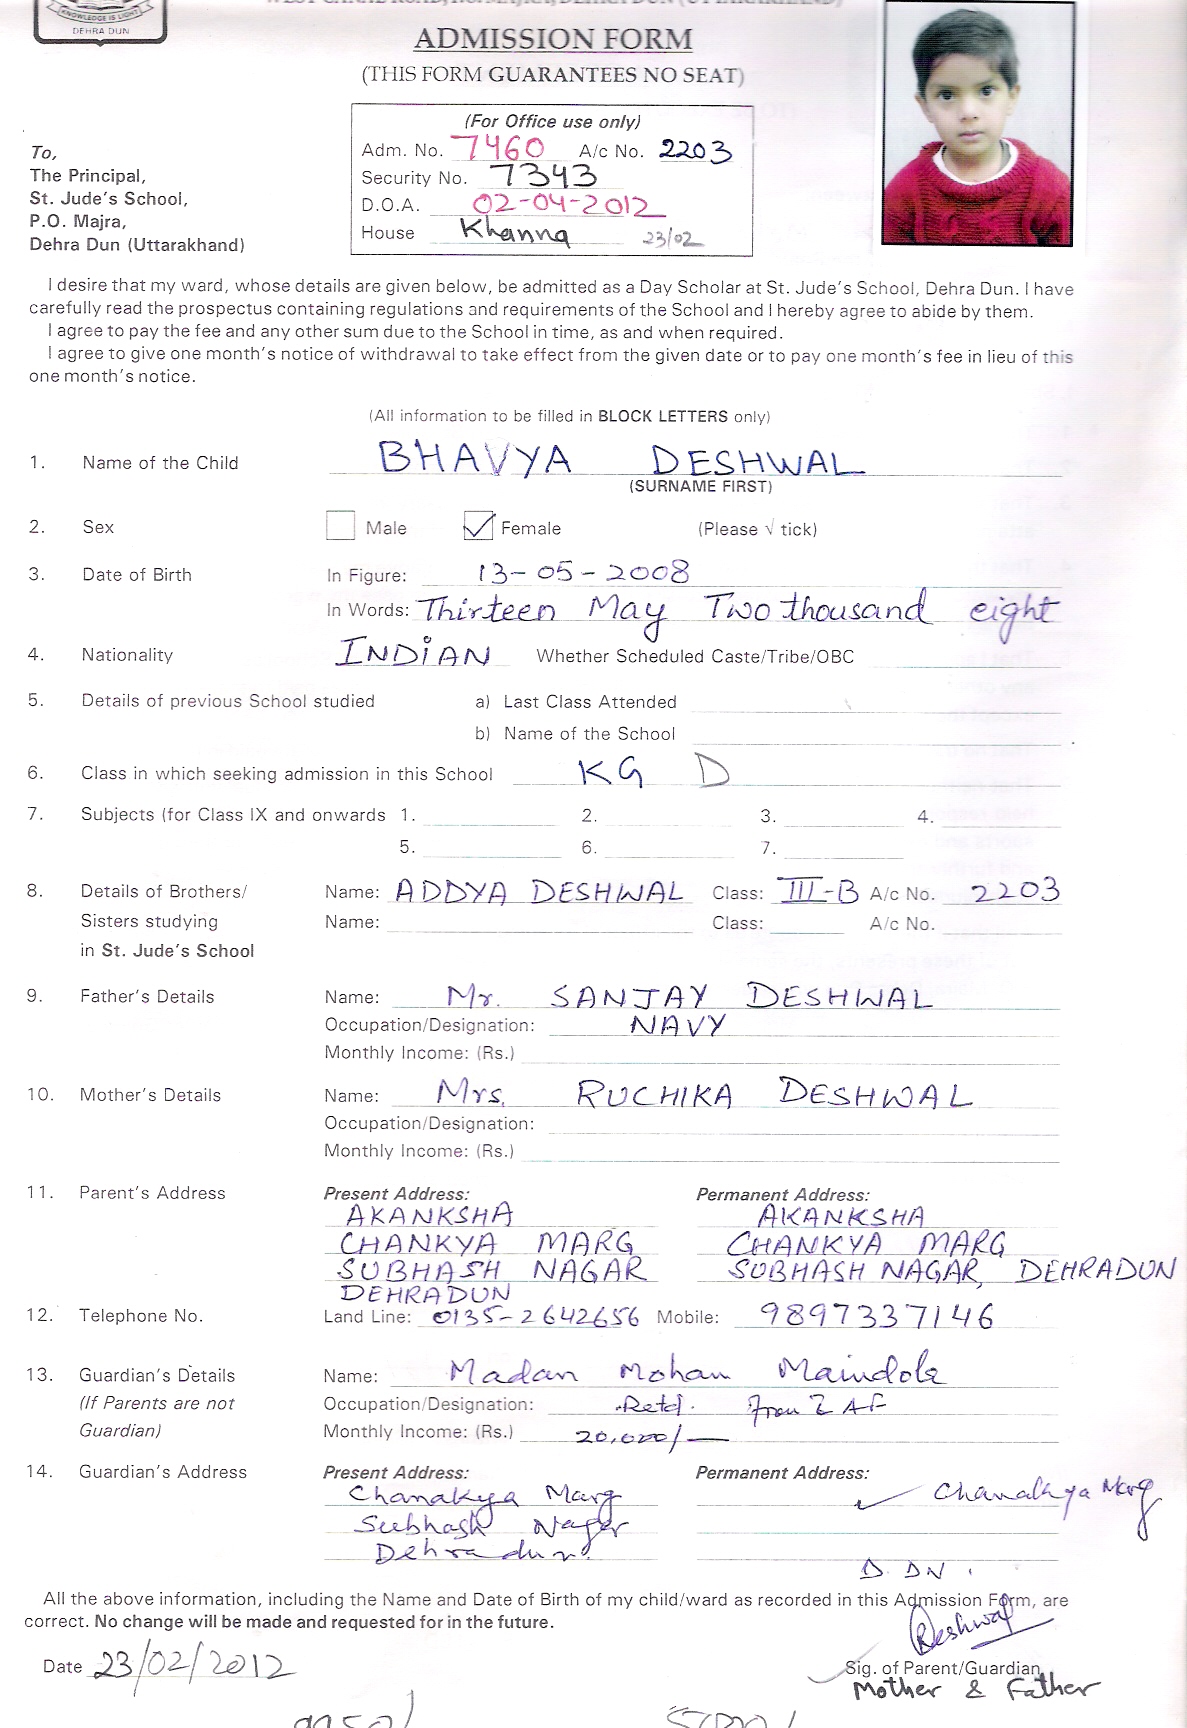 KNOWLEDGE IS LIGHT
DEHRA DUN
ADMISSION FORM
(THIS FORM GUARANTEES NO SEAT)
(For Office use only)
Adm. No. 7460 A/c No. 2203
Security No. 7343
D.O.A. 02-04-2012
House Khanna 23/02
To,
The Principal,
St. Jude's School,
P.O. Majra,
Dehra Dun (Uttarakhand)
I desire that my ward, whose details are given below, be admitted as a Day Scholar at St. Jude's School, Dehra Dun. I have
carefully read the prospectus containing regulations and requirements of the School and I hereby agree to abide by them.
I agree to pay the fee and any other sum due to the School in time, as and when required.
I agree to give one month's notice of withdrawal to take effect from the given date or to pay one month's fee in lieu of this
one month's notice.
(All information to be filled in BLOCK LETTERS only)
1. Name of the Child BHAVYA DESHWAL
(SURNAME FIRST)
2. Sex Male ✓ Female (Please √ tick)
3. Date of Birth In Figure: 13-05-2008
In Words: Thirteen May Two thousand eight
4. Nationality INDiAN Whether Scheduled Caste/Tribe/OBC
5. Details of previous School studied a) Last Class Attended
b) Name of the School
6. Class in which seeking admission in this School KG D
7. Subjects (for Class IX and onwards 1. 2. 3. 4.
5. 6. 7.
8. Details of Brothers/ Name: ADDYA DESHWAL Class: III-B A/c No. 2203
Sisters studying Name: Class: A/c No.
in St. Jude's School
9. Father's Details Name: Mr. SANJAY DESHWAL
Occupation/Designation: NAVY
Monthly Income: (Rs.)
10. Mother's Details Name: Mrs. RUCHIKA DESHWAL
Occupation/Designation:
Monthly Income: (Rs.)
11. Parent's Address Present Address: Permanent Address:
AKANKSHA AKANKSHA
CHANKYA MARG CHANKYA MARG
SUBHASH NAGAR SUBHASH NAGAR, DEHRADUN
DEHRADUN
12. Telephone No. Land Line: 0135-2642656 Mobile: 9897337146
13. Guardian's Details Name: Madan Mohan Maindola
(If Parents are not Occupation/Designation: Retd. from I AF
Guardian) Monthly Income: (Rs.) 20,000/-
14. Guardian's Address Present Address: Permanent Address:
Chanakya Marg Chanakya Marg
Subhash Nagar
Dehradun. D. DN.
All the above information, including the Name and Date of Birth of my child/ward as recorded in this Admission Form, are
correct. No change will be made and requested for in the future.
Deshwal
Date 23/02/2012 Sig. of Parent/Guardian
Mother & Father